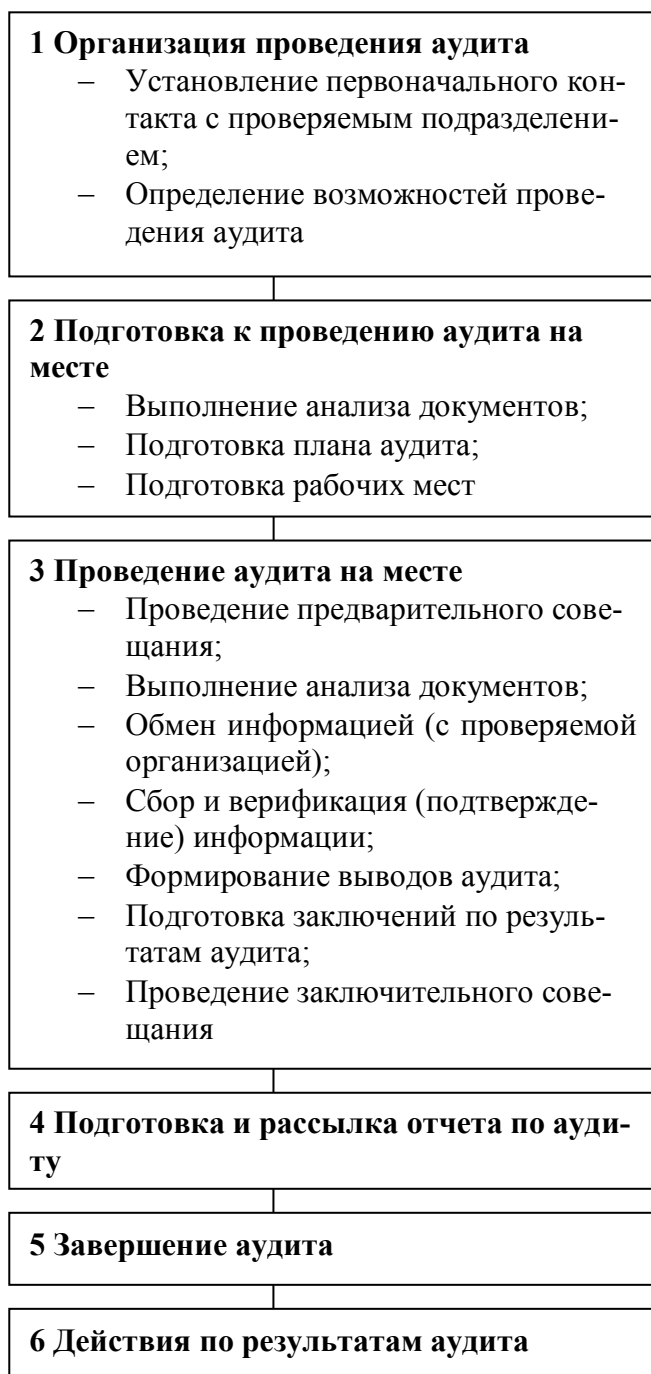 1 Организация проведения аудита
– Установление первоначального кон-
такта с проверяемым подразделени-
ем;
– Определение возможностей прове-
дения аудита
2 Подготовка к проведению аудита на
месте
– Выполнение анализа документов;
– Подготовка плана аудита;
– Подготовка рабочих мест
3 Проведение аудита на месте
– Проведение предварительного сове-
щания;
– Выполнение анализа документов;
– Обмен информацией (с проверяемой
организацией);
– Сбор и верификация (подтвержде-
ние) информации;
– Формирование выводов аудита;
– Подготовка заключений по резуль-
татам аудита;
– Проведение заключительного сове-
щания
4 Подготовка и рассылка отчета по ауди-
ту
5 Завершение аудита
6 Действия по результатам аудита